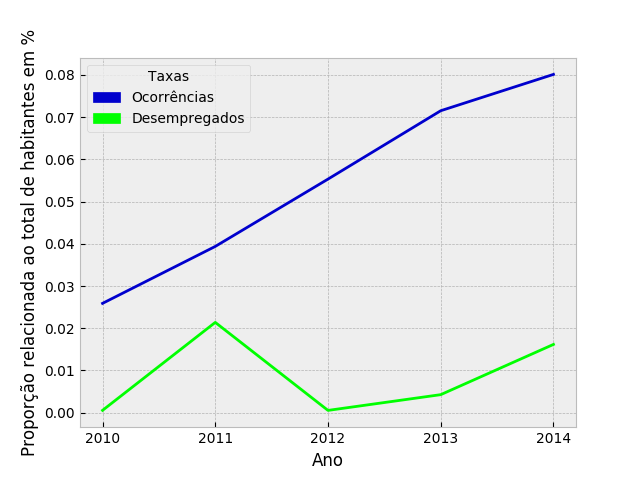 Proporção relacionada ao total de habitantes em %
0.08
0.07
0.06
0.05
0.04
0.03
0.02
0.01
0.00
Taxas
Ocorrências
Desempregados
2010 2011 2012 2013 2014
Ano